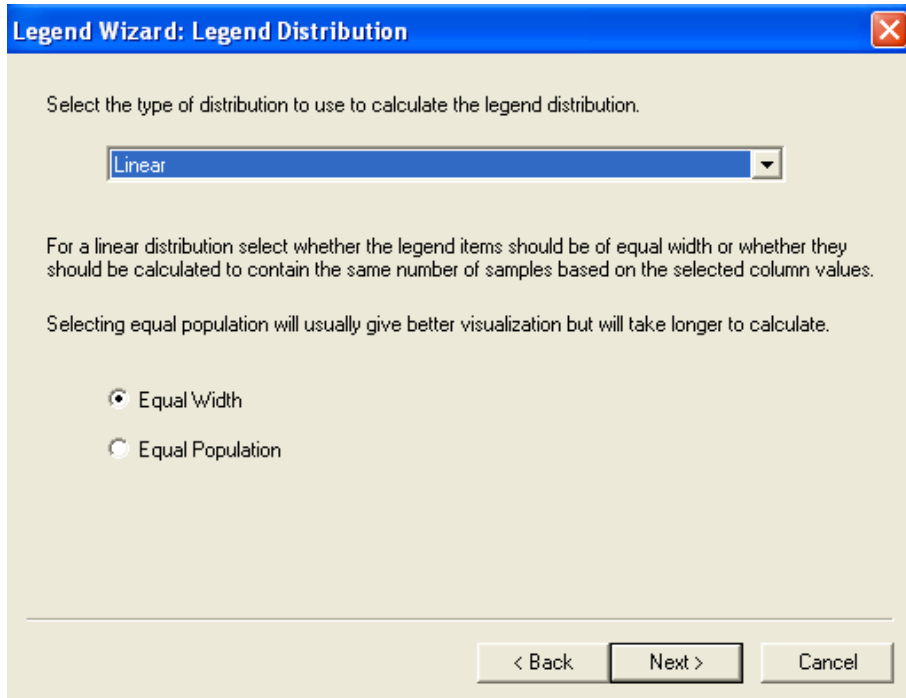 Legend Wizard: Legend Distribution
Select the type of distribution to use to calculate the legend distribution.
Linear
For a linear distribution select whether the legend items should be of equal width or whether they
should be calculated to contain the same number of samples based on the selected column values.
Selecting equal population will usually give better visualization but will take longer to calculate.
Equal Width
Equal Population
< Back Next > Cancel